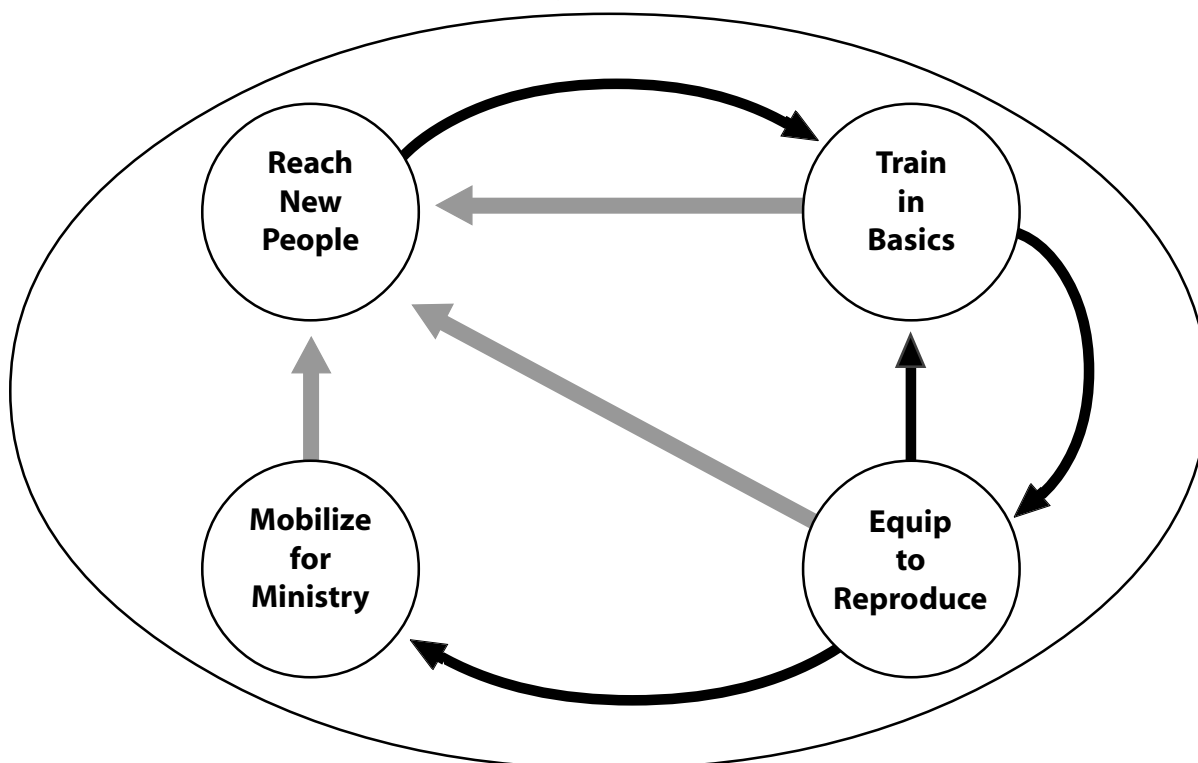 Reach
New
People
Train
in
Basics
Mobilize
for
Ministry
Equip
to
Reproduce